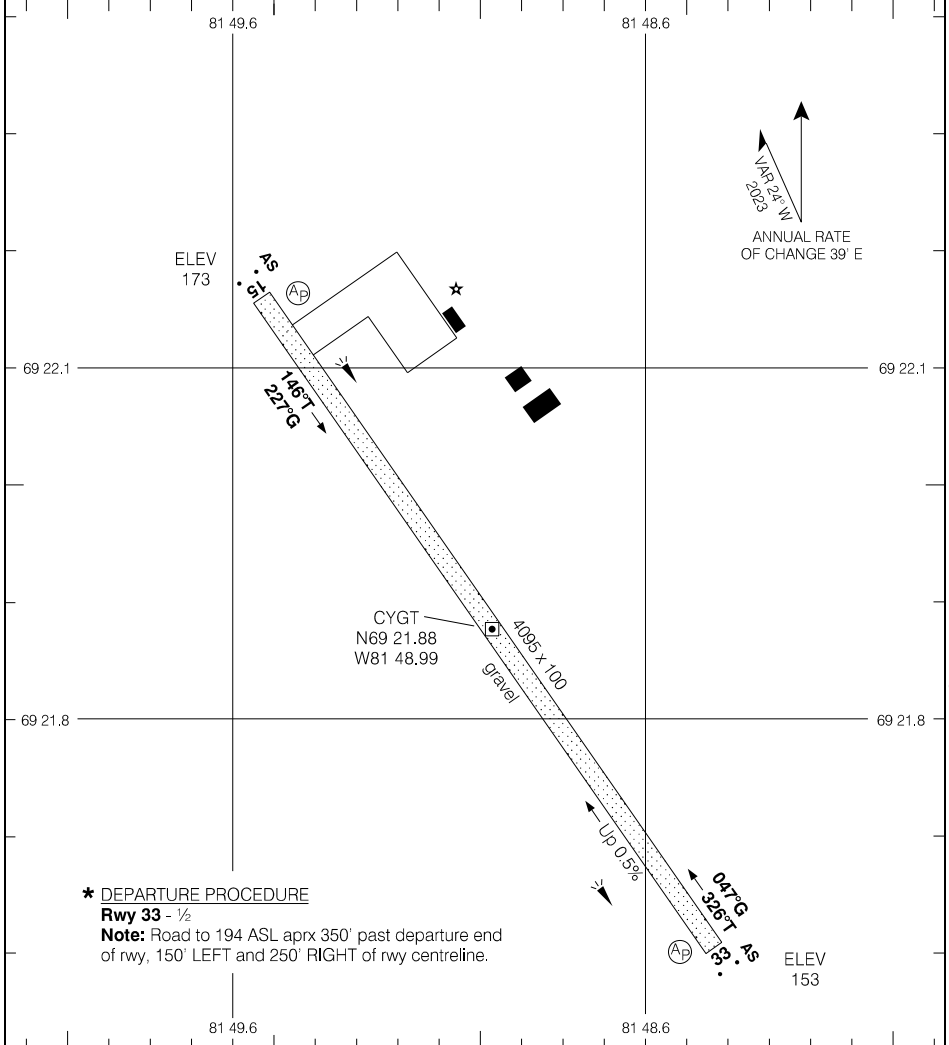 81 49.6
81 48.6
VAR 24° W
2023
ANNUAL RATE
OF CHANGE 39' E
ELEV
173
AS
15
AP
69 22.1
69 22.1
146°T
227°G
CYGT
N69 21.88
W81 48.99
4095 x 100
gravel
69 21.8
69 21.8
Up 0.5%
047°G
326°T
* DEPARTURE PROCEDURE
Rwy 33 - ½
Note: Road to 194 ASL aprx 350' past departure end
of rwy, 150' LEFT and 250' RIGHT of rwy centreline.
AP
33
AS
ELEV
153
81 49.6
81 48.6